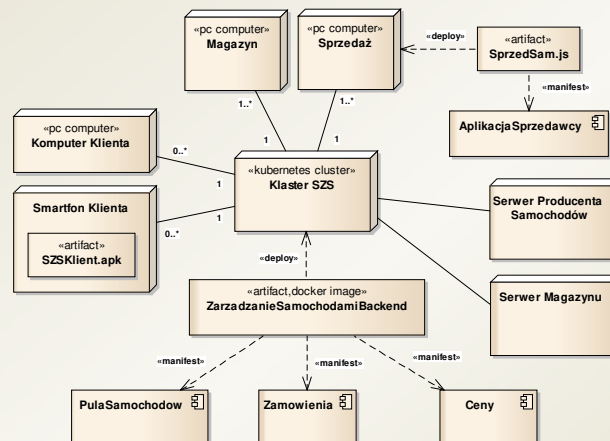 «pc computer»
Magazyn
«pc computer»
Sprzedaż
«deploy»
«artifact»
SprzedSam.js
«manifest»
AplikacjaSprzedawcy
1..*
1
1..*
1
«pc computer»
Komputer Klienta
0..*
1
«kubernetes cluster»
Klaster SZS
Smartfon Klienta
«artifact»
SZSKlient.apk
1
0..*
Serwer Producenta
Samochodów
«deploy»
Serwer Magazynu
«artifact,docker image»
ZarzadzanieSamochodamiBackend
«manifest»
«manifest»
«manifest»
PulaSamochodow
Zamowienia
Ceny